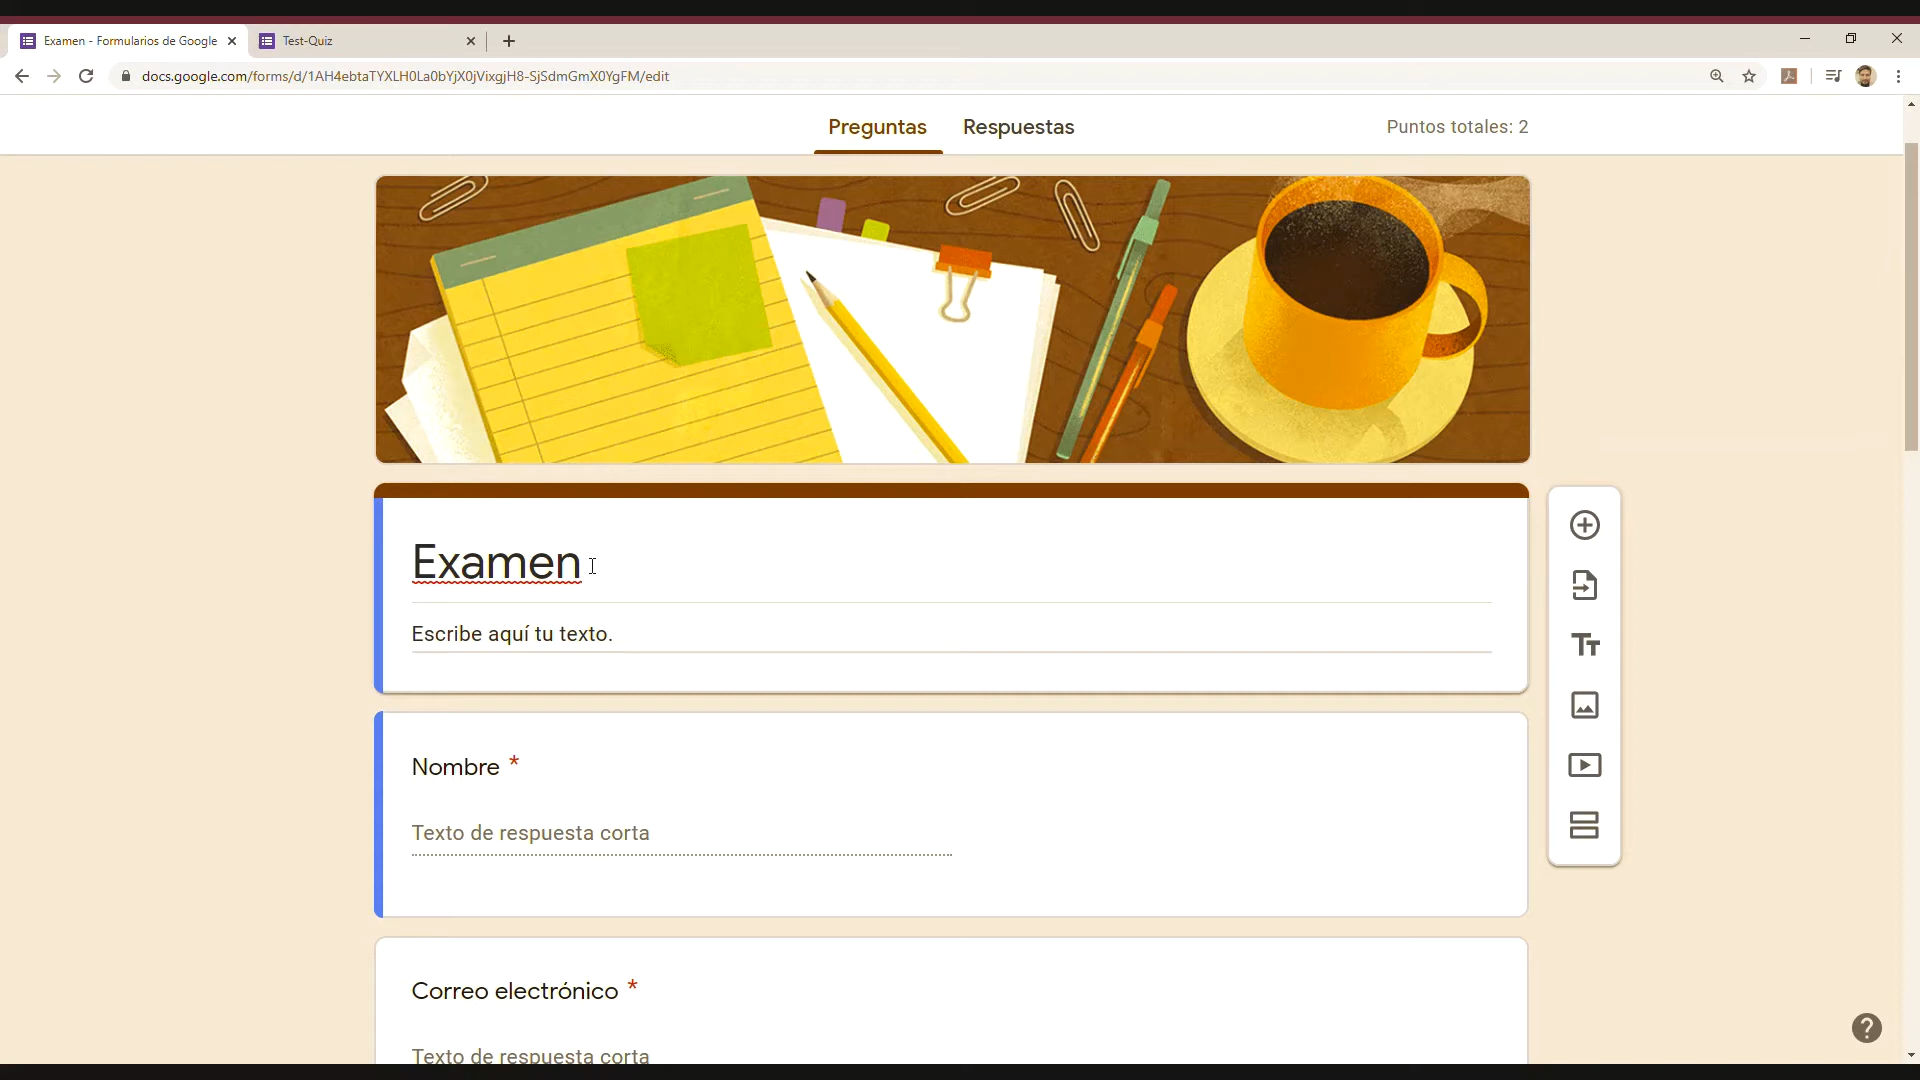 Examen - Formularios de Google
Test-Quiz
docs.google.com/forms/d/1AH4ebtaTYXLH0La0bYjX0jVixgjH8-SjSdmGmX0YgFM/edit
Preguntas
Respuestas
Puntos totales: 2
Examen
Escribe aquí tu texto.
Nombre *
Texto de respuesta corta
Correo electrónico *
Texto de respuesta corta